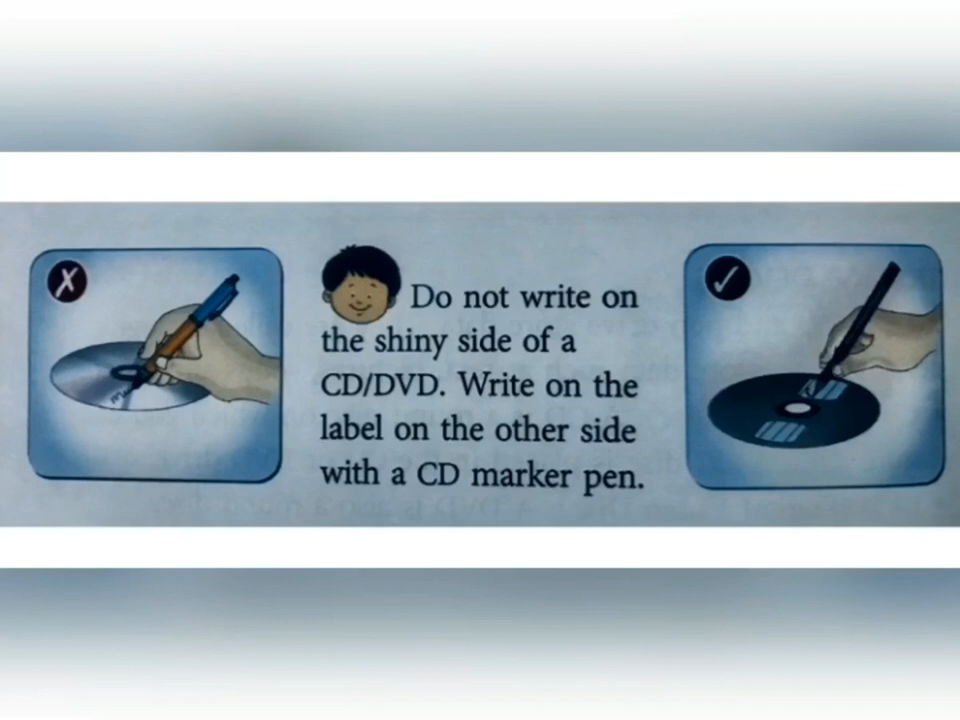 Do not write on
the shiny side of a
CD/DVD. Write on the
label on the other side
with a CD marker pen.